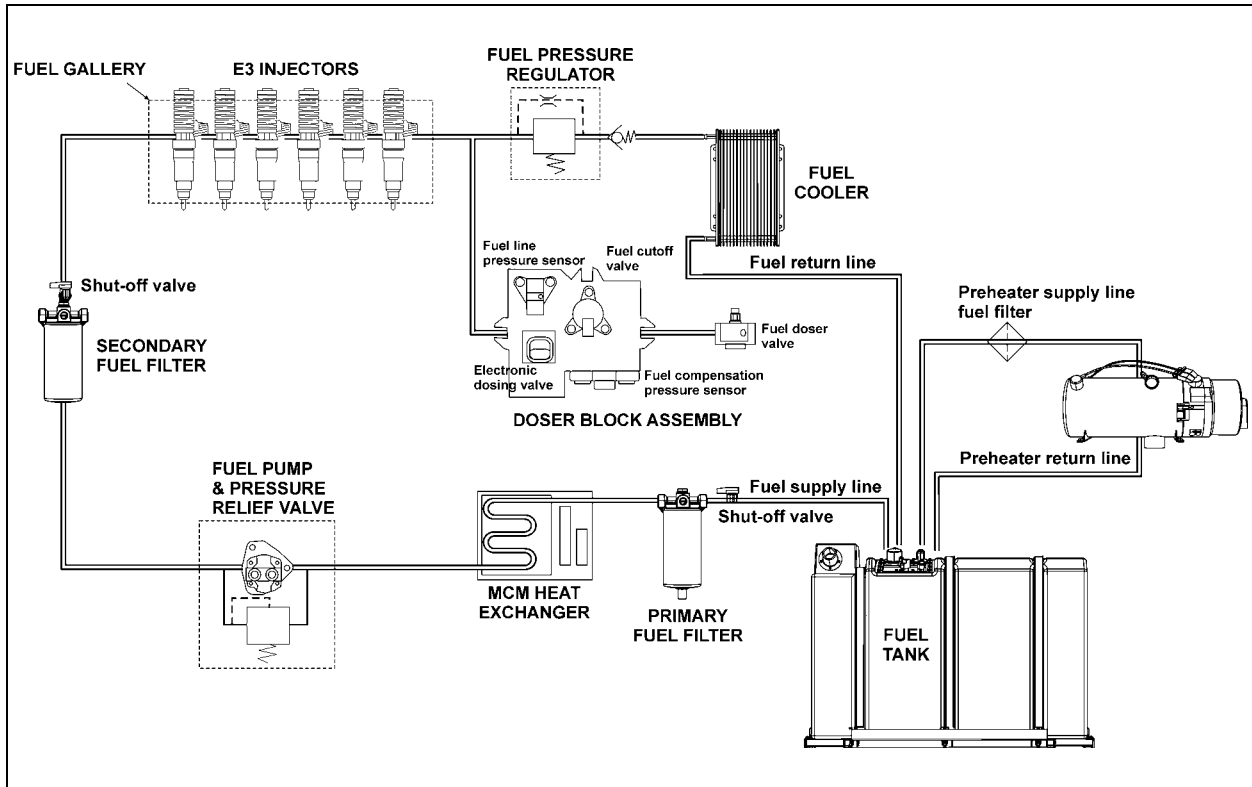 FUEL GALLERY
E3 INJECTORS
FUEL PRESSURE
REGULATOR
FUEL
COOLER
Fuel return line
Shut-off valve
SECONDARY
FUEL FILTER
Fuel line
pressure sensor
Fuel cutoff
valve
Fuel doser
valve
Electronic
dosing valve
Fuel compensation
pressure sensor
DOSER BLOCK ASSEMBLY
Preheater supply line
fuel filter
Preheater return line
FUEL PUMP
& PRESSURE
RELIEF VALVE
MCM HEAT
EXCHANGER
Fuel supply line
Shut-off valve
PRIMARY
FUEL FILTER
FUEL
TANK